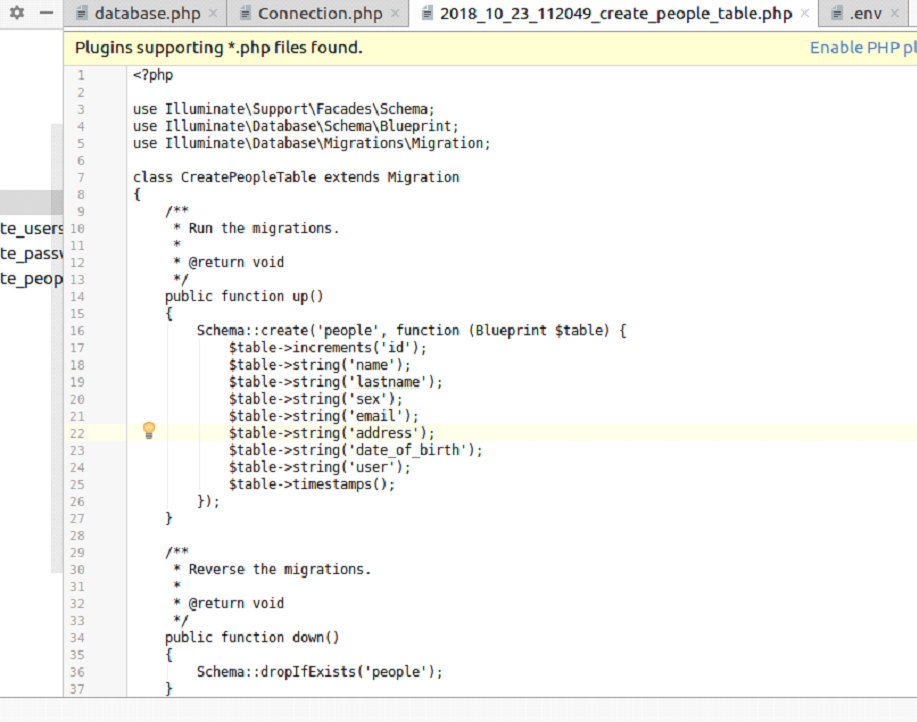 database.php × Connection.php × 2018_10_23_112049_create_people_table.php × .env ×
Plugins supporting *.php files found. Enable PHP pl
1 <?php
2
3 use Illuminate\Support\Facades\Schema;
4 use Illuminate\Database\Schema\Blueprint;
5 use Illuminate\Database\Migrations\Migration;
6
7 class CreatePeopleTable extends Migration
8 {
9 /**
te_users 10 * Run the migrations.
11 *
te_passw 12 * @return void
te_peop 13 */
14 public function up()
15 {
16 Schema::create('people', function (Blueprint $table) {
17 $table->increments('id');
18 $table->string('name');
19 $table->string('lastname');
20 $table->string('sex');
21 $table->string('email');
22 $table->string('address');
23 $table->string('date_of_birth');
24 $table->string('user');
25 $table->timestamps();
26 });
27 }
28
29 /**
30 * Reverse the migrations.
31 *
32 * @return void
33 */
34 public function down()
35 {
36 Schema::dropIfExists('people');
37 }